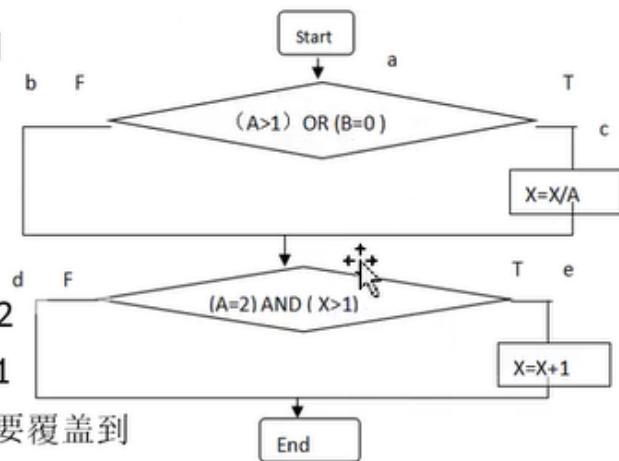 Start
a
b F T
(A>1) OR (B=0 )
c
X=X/A
d F T e
(A=2) AND ( X>1)
2
X=X+1
1
要覆盖到
End